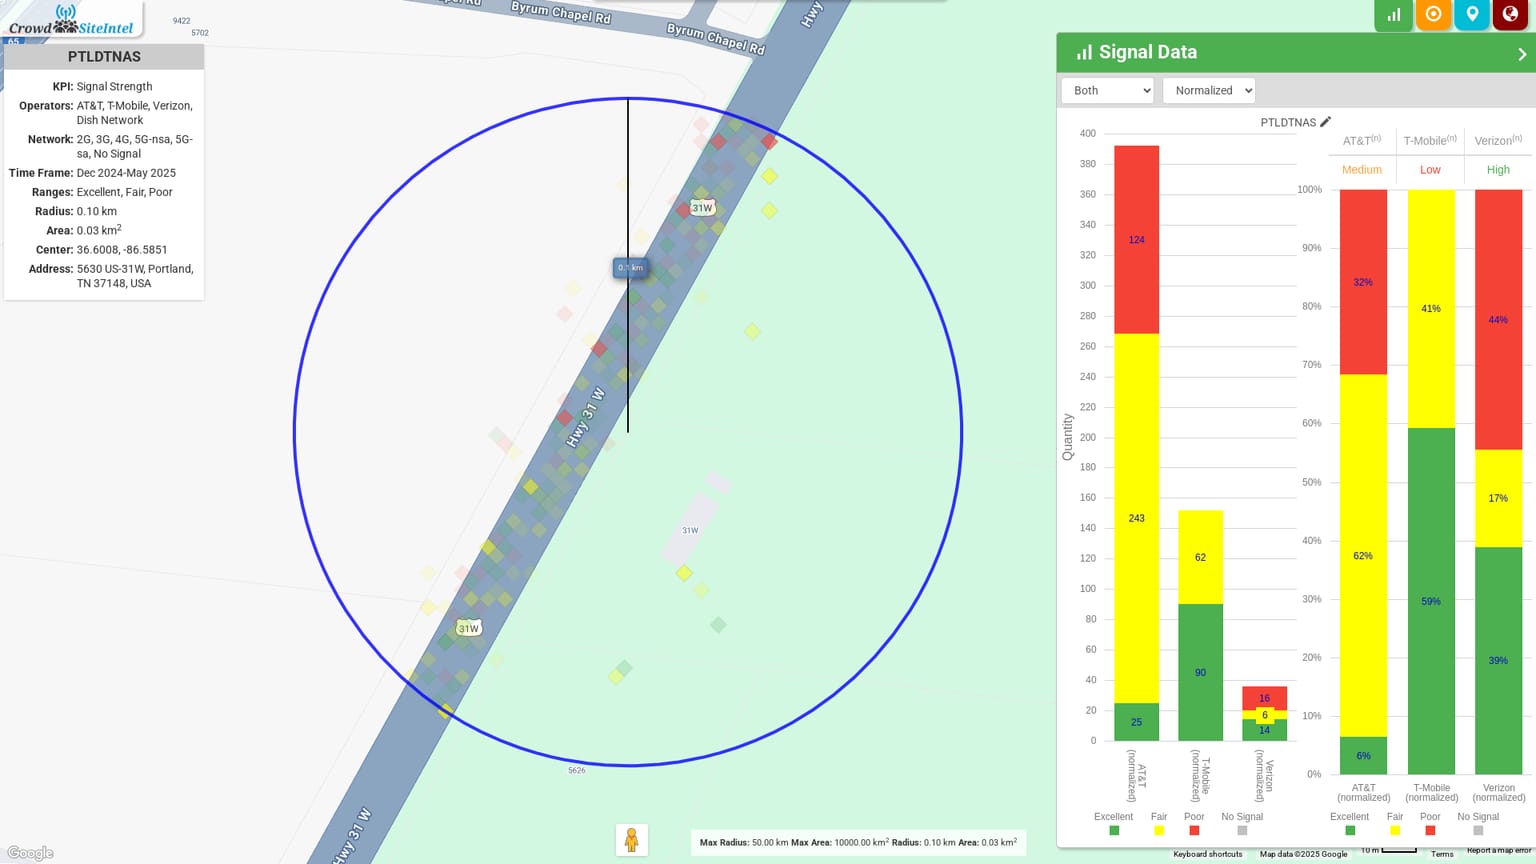 Crowd SiteIntel
65
9422
5702
Byrum Chapel Rd
Byrum Chapel Rd
Hwy
PTLDTNAS
KPI: Signal Strength
Operators: AT&T, T-Mobile, Verizon,
Dish Network
Network: 2G, 3G, 4G, 5G-nsa, 5G-
sa, No Signal
Time Frame: Dec 2024-May 2025
Ranges: Excellent, Fair, Poor
Radius: 0.10 km
Area: 0.03 km²
Center: 36.6008, -86.5851
Address: 5630 US-31W, Portland,
TN 37148, USA
31W
0.1 km
Hwy 31 W
31W
31W
5626
Hwy 31 W
Google
Max Radius: 50.00 km Max Area: 10000.00 km² Radius: 0.10 km Area: 0.03 km²
Signal Data
Both
Normalized
PTLDTNAS
AT&T(n)
T-Mobile(n)
Verizon(n)
Medium
Low
High
Quantity
400
380
360
340
320
300
280
260
240
220
200
180
160
140
120
100
80
60
40
20
0
124
243
25
62
90
16
6
14
AT&T
(normalized)
T-Mobile
(normalized)
Verizon
(normalized)
Excellent
Fair
Poor
No Signal
100%
90%
80%
70%
60%
50%
40%
30%
20%
10%
0%
32%
62%
6%
41%
59%
44%
17%
39%
AT&T
(normalized)
T-Mobile
(normalized)
Verizon
(normalized)
Excellent
Fair
Poor
No Signal
Keyboard shortcuts
Map data ©2025 Google
10 m
Terms
Report a map error